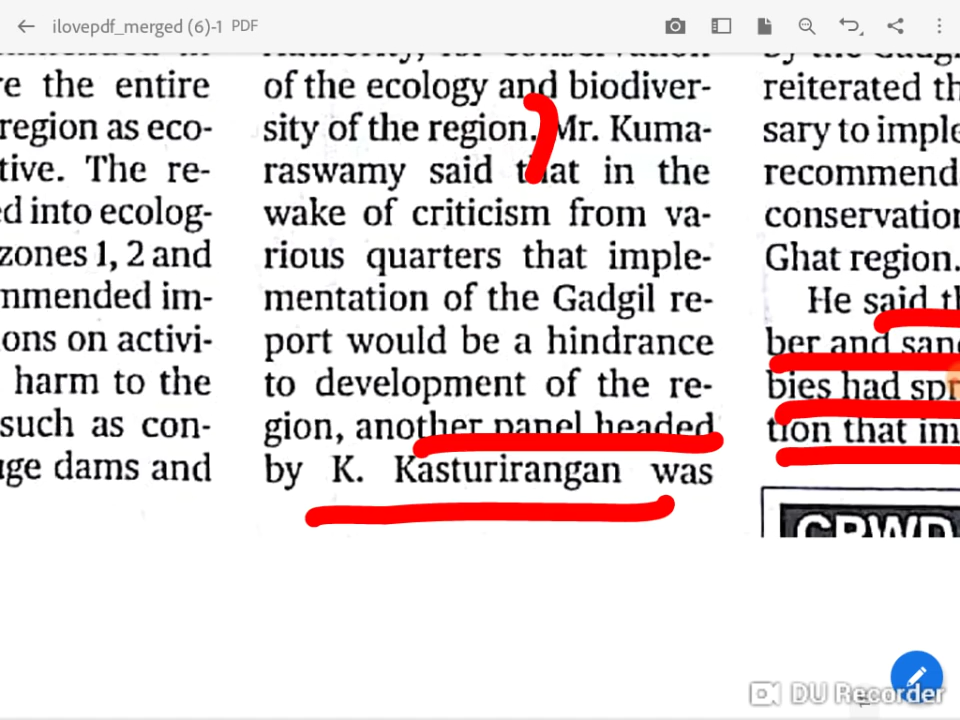 ilovepdf_merged (6)-1 PDF
re the entire
region as eco-
tive. The re-
ed into ecolog-
zones 1, 2 and
mmended im-
ons on activi-
harm to the
such as con-
uge dams and
of the ecology and biodiver-
sity of the region. Mr. Kuma-
raswamy said that in the
wake of criticism from va-
rious quarters that imple-
mentation of the Gadgil re-
port would be a hindrance
to development of the re-
gion, another panel headed
by K. Kasturirangan was
reiterated th
sary to imple
recommend
conservation
Ghat region.
He said th
ber and sand
bies had spr
tion that im
CRWD
DU Recorder